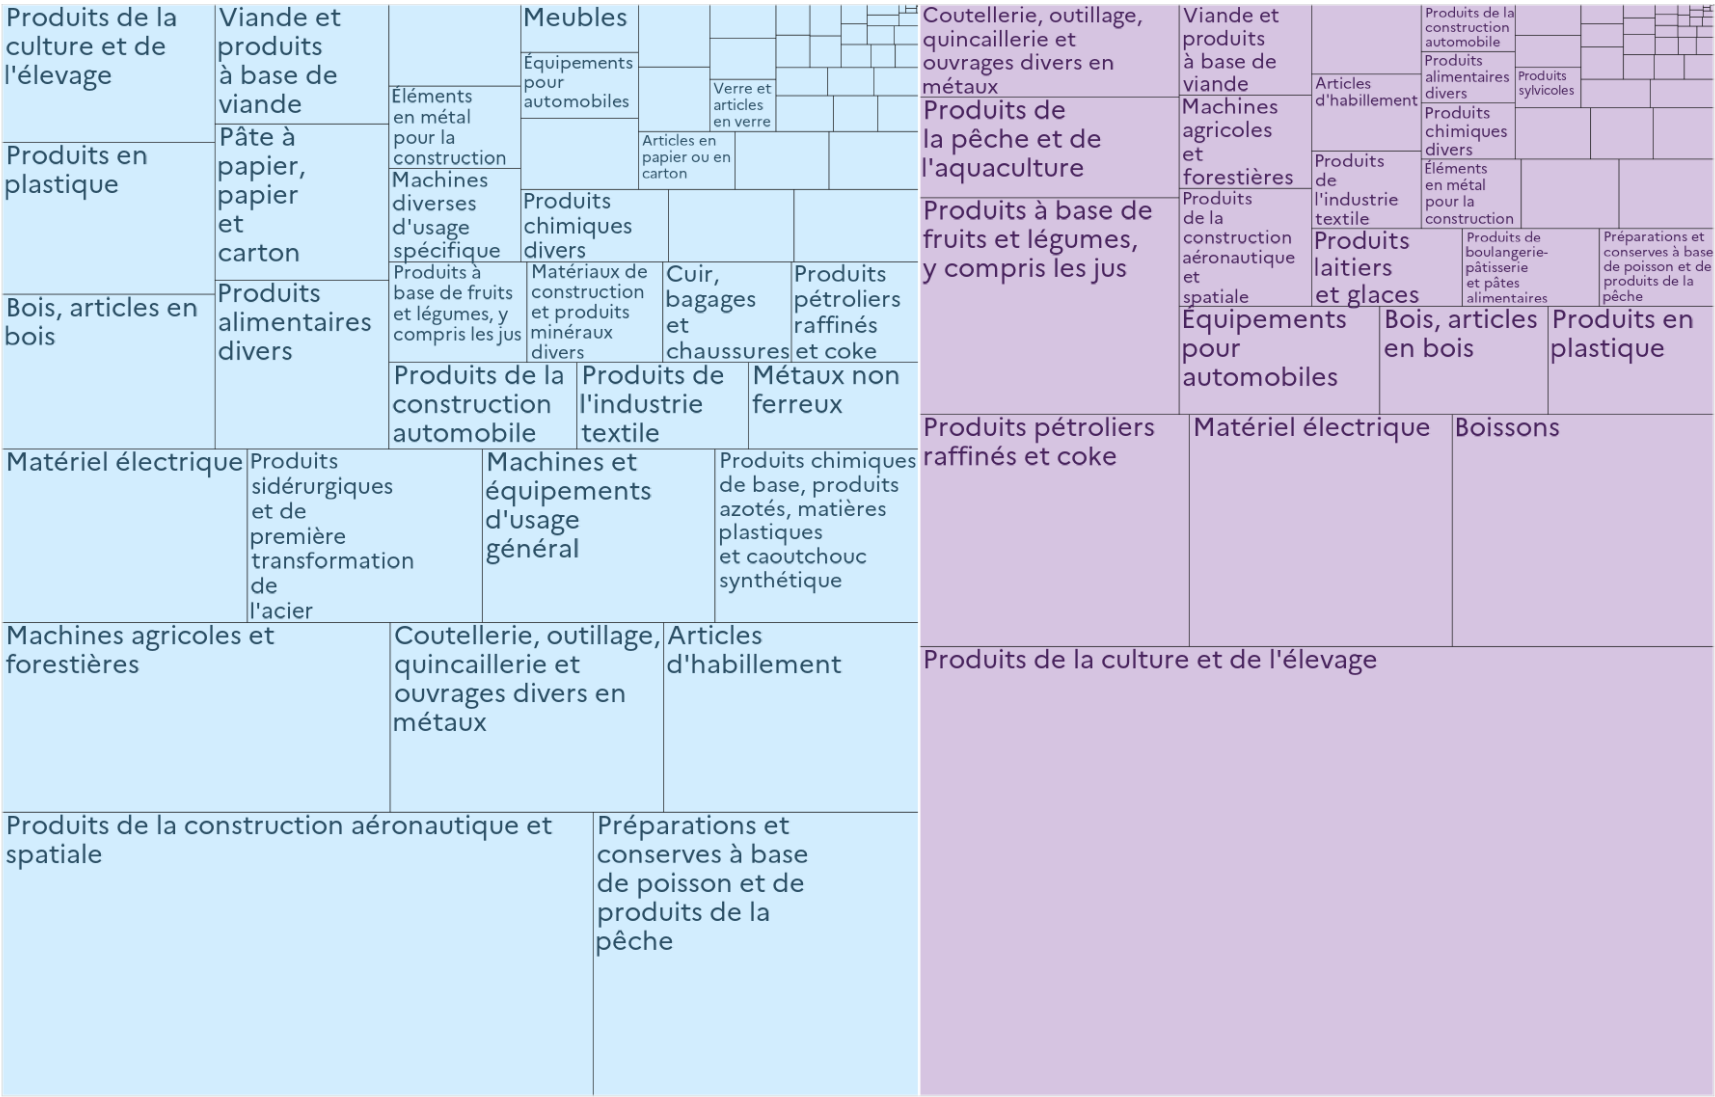 Produits de la
culture et de
l'élevage
Viande et
produits
à base de
viande
Meubles
Équipements
pour
automobiles
Éléments
en métal
pour la
construction
Verre et
articles
en verre
Articles en
papier ou en
carton
Produits en
plastique
Pâte à
papier,
papier
et
carton
Machines
diverses
d'usage
spécifique
Produits
chimiques
divers
Produits à
base de fruits
et légumes, y
compris les jus
Matériaux de
construction
et produits
minéraux
divers
Cuir,
bagages
et
chaussures
Produits
pétroliers
raffinés
et coke
Bois, articles en
bois
Produits
alimentaires
divers
Produits de la
construction
automobile
Produits de
l'industrie
textile
Métaux non
ferreux
Matériel électrique
Produits
sidérurgiques
et de
première
transformation
de
l'acier
Machines et
équipements
d'usage
général
Produits chimiques
de base, produits
azotés, matières
plastiques
et caoutchouc
synthétique
Machines agricoles et
forestières
Coutellerie, outillage,
quincaillerie et
ouvrages divers en
métaux
Articles
d'habillement
Produits de la construction aéronautique et
spatiale
Préparations et
conserves à base
de poisson et de
produits de la
pêche
Coutellerie, outillage,
quincaillerie et
ouvrages divers en
métaux
Viande et
produits
à base de
viande
Articles
d'habillement
Produits de la
construction
automobile
Produits
alimentaires
divers
Produits
sylvicoles
Produits de
la pêche et de
l'aquaculture
Machines
agricoles
et
forestières
Produits
chimiques
divers
Produits
de
l'industrie
textile
Éléments
en métal
pour la
construction
Produits à base de
fruits et légumes,
y compris les jus
Produits
de la
construction
aéronautique
et
spatiale
Produits
laitiers
et glaces
Produits de
boulangerie-
pâtisserie
et pâtes
alimentaires
Préparations et
conserves à base
de poisson et de
produits de la
pêche
Équipements
pour
automobiles
Bois, articles
en bois
Produits en
plastique
Produits pétroliers
raffinés et coke
Matériel électrique
Boissons
Produits de la culture et de l'élevage